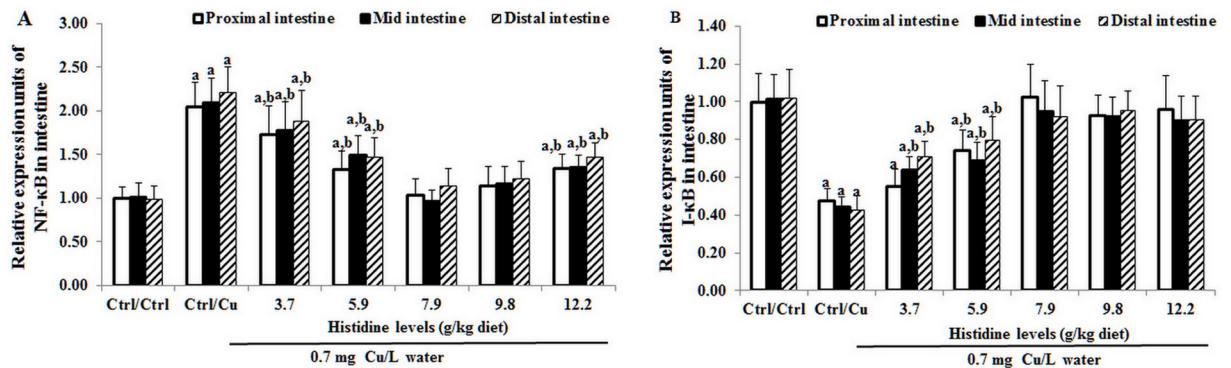 A
Proximal intestine Mid intestine Distal intestine
Relative expression units of
NF-κB in intestine
3.00
2.50
2.00
1.50
1.00
0.50
0.00
a a a
a,b a,b a,b
a,b a,b a,b
a,b a,b a,b
Ctrl/Ctrl Ctrl/Cu 3.7 5.9 7.9 9.8 12.2
Histidine levels (g/kg diet)
0.7 mg Cu/L water
B
Proximal intestine Mid intestine Distal intestine
Relative expression units of
I-κB in intestine
1.40
1.20
1.00
0.80
0.60
0.40
0.20
0.00
a a a
a a,b a,b
a,b a,b a,b
Ctrl/Ctrl Ctrl/Cu 3.7 5.9 7.9 9.8 12.2
Histidine levels (g/kg diet)
0.7 mg Cu/L water